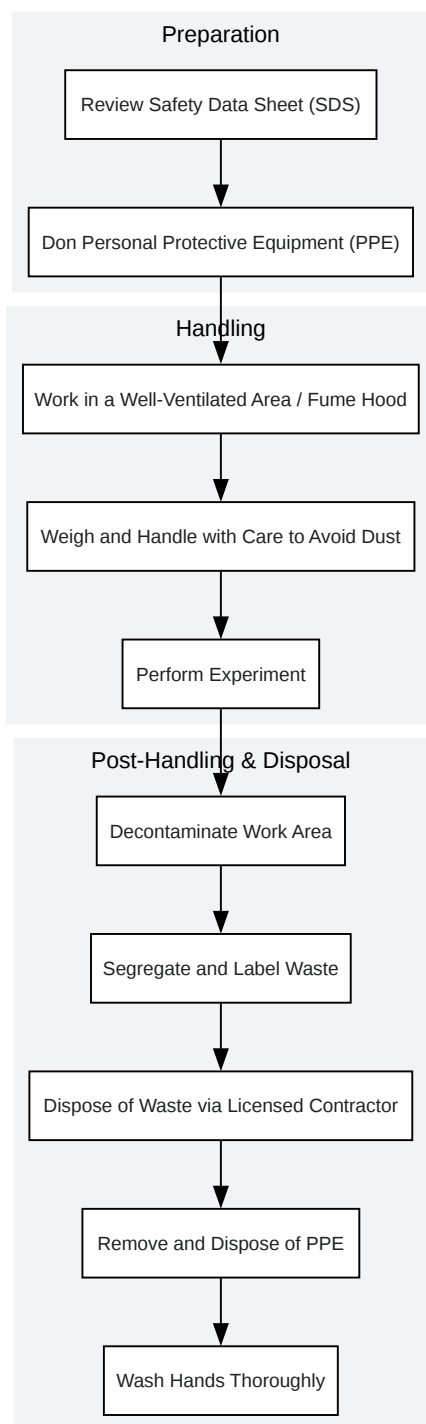 Preparation
Review Safety Data Sheet (SDS)
Don Personal Protective Equipment (PPE)
Handling
Work in a Well-Ventilated Area / Fume Hood
Weigh and Handle with Care to Avoid Dust
Perform Experiment
Post-Handling & Disposal
Decontaminate Work Area
Segregate and Label Waste
Dispose of Waste via Licensed Contractor
Remove and Dispose of PPE
Wash Hands Thoroughly